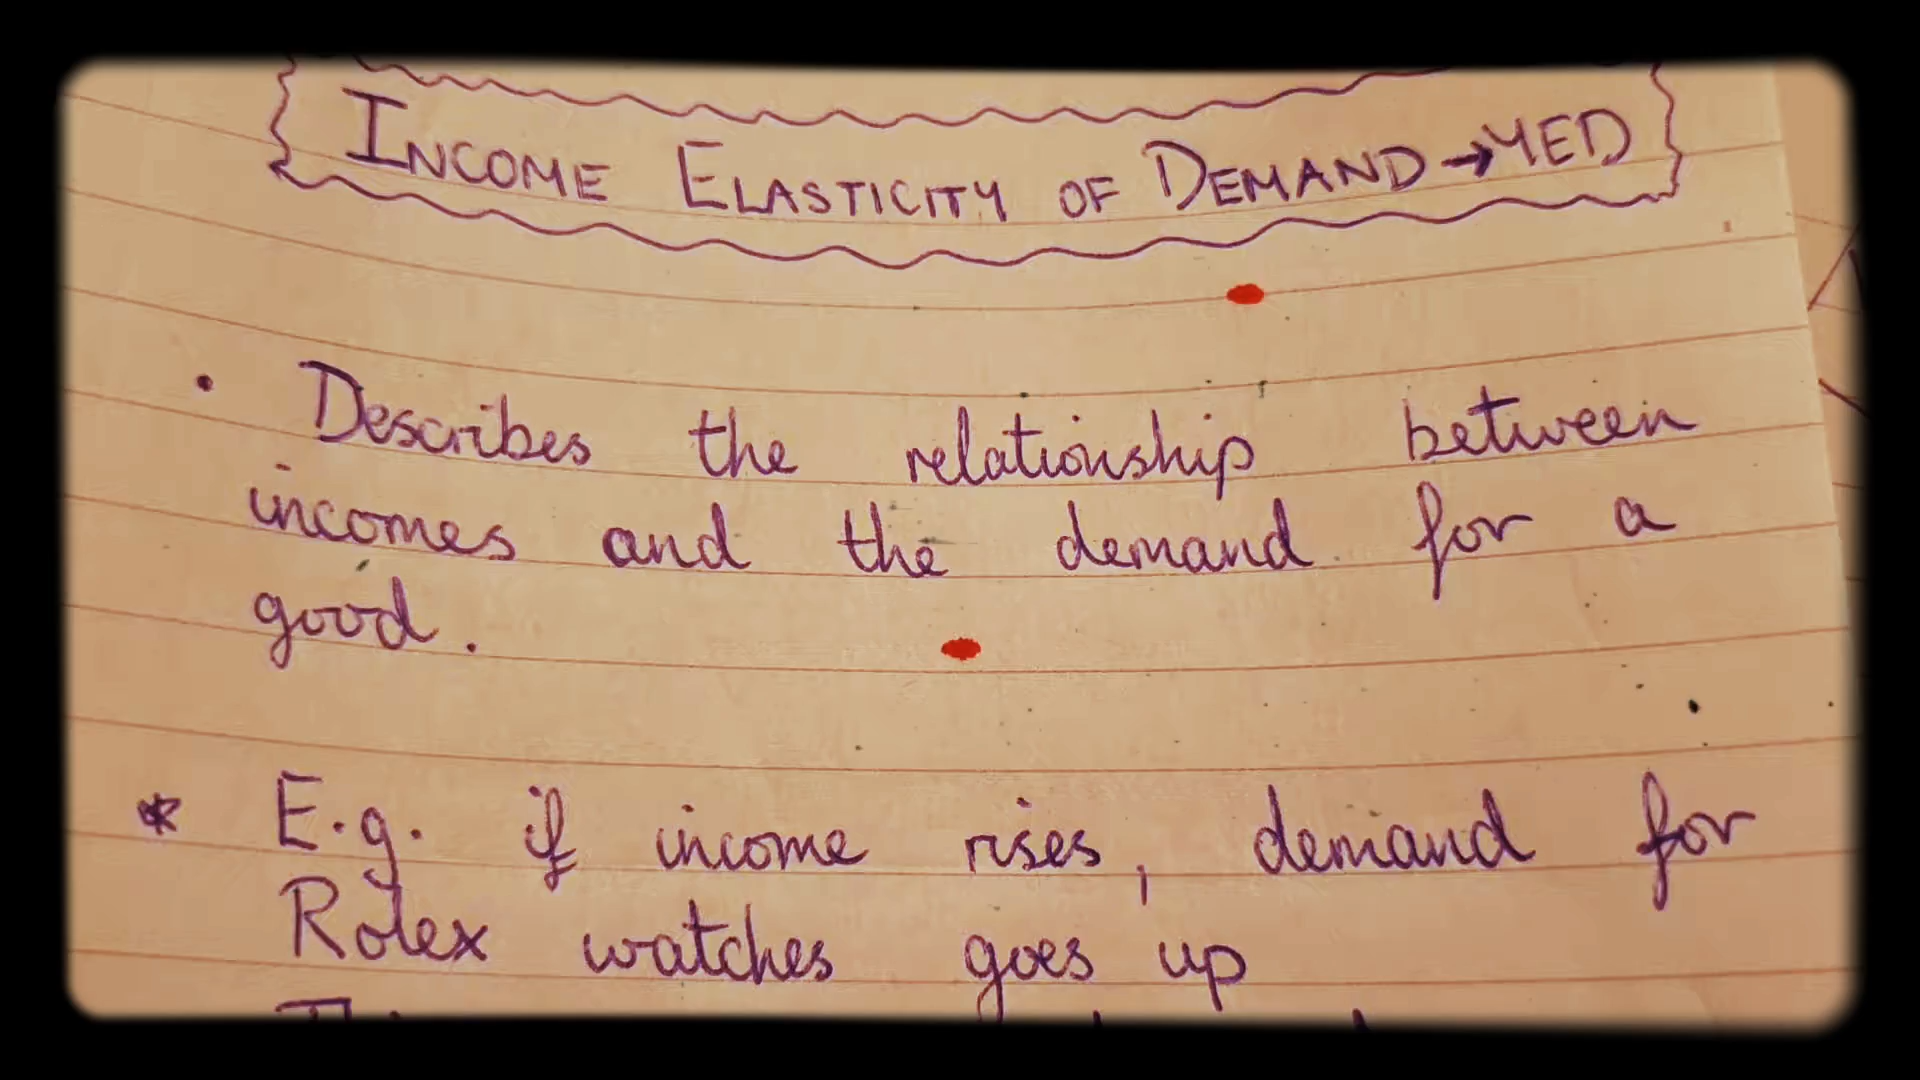 INCOME ELASTICITY OF DEMAND → YED
• Describes the relationship between
incomes and the demand for a
good.
* E.g. if income rises, demand for
Rolex watches goes up